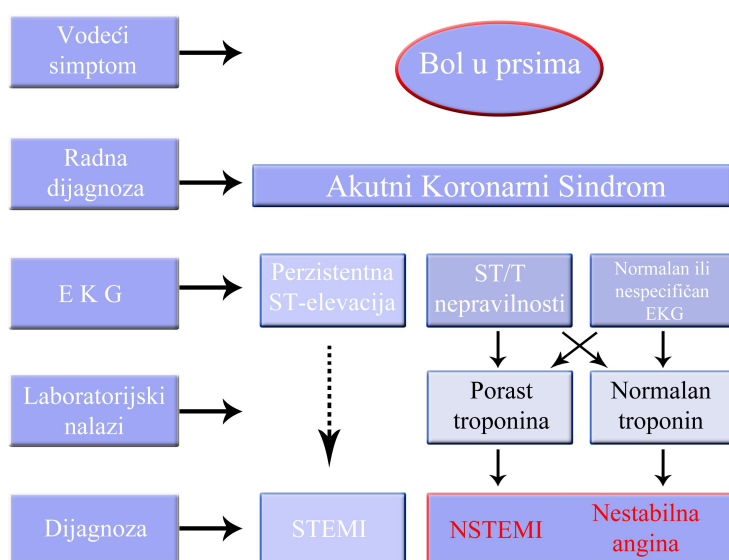 Vodeći
simptom
Bol u prsima
Radna
dijagnoza
Akutni Koronarni Sindrom
E K G
Perzistentna
ST-elevacija
ST/T
nepravilnosti
Normalan ili
nespecifičan
EKG
Laboratorijski
nalazi
Porast
troponina
Normalan
troponin
Dijagnoza
STEMI
NSTEMI
Nestabilna
angina